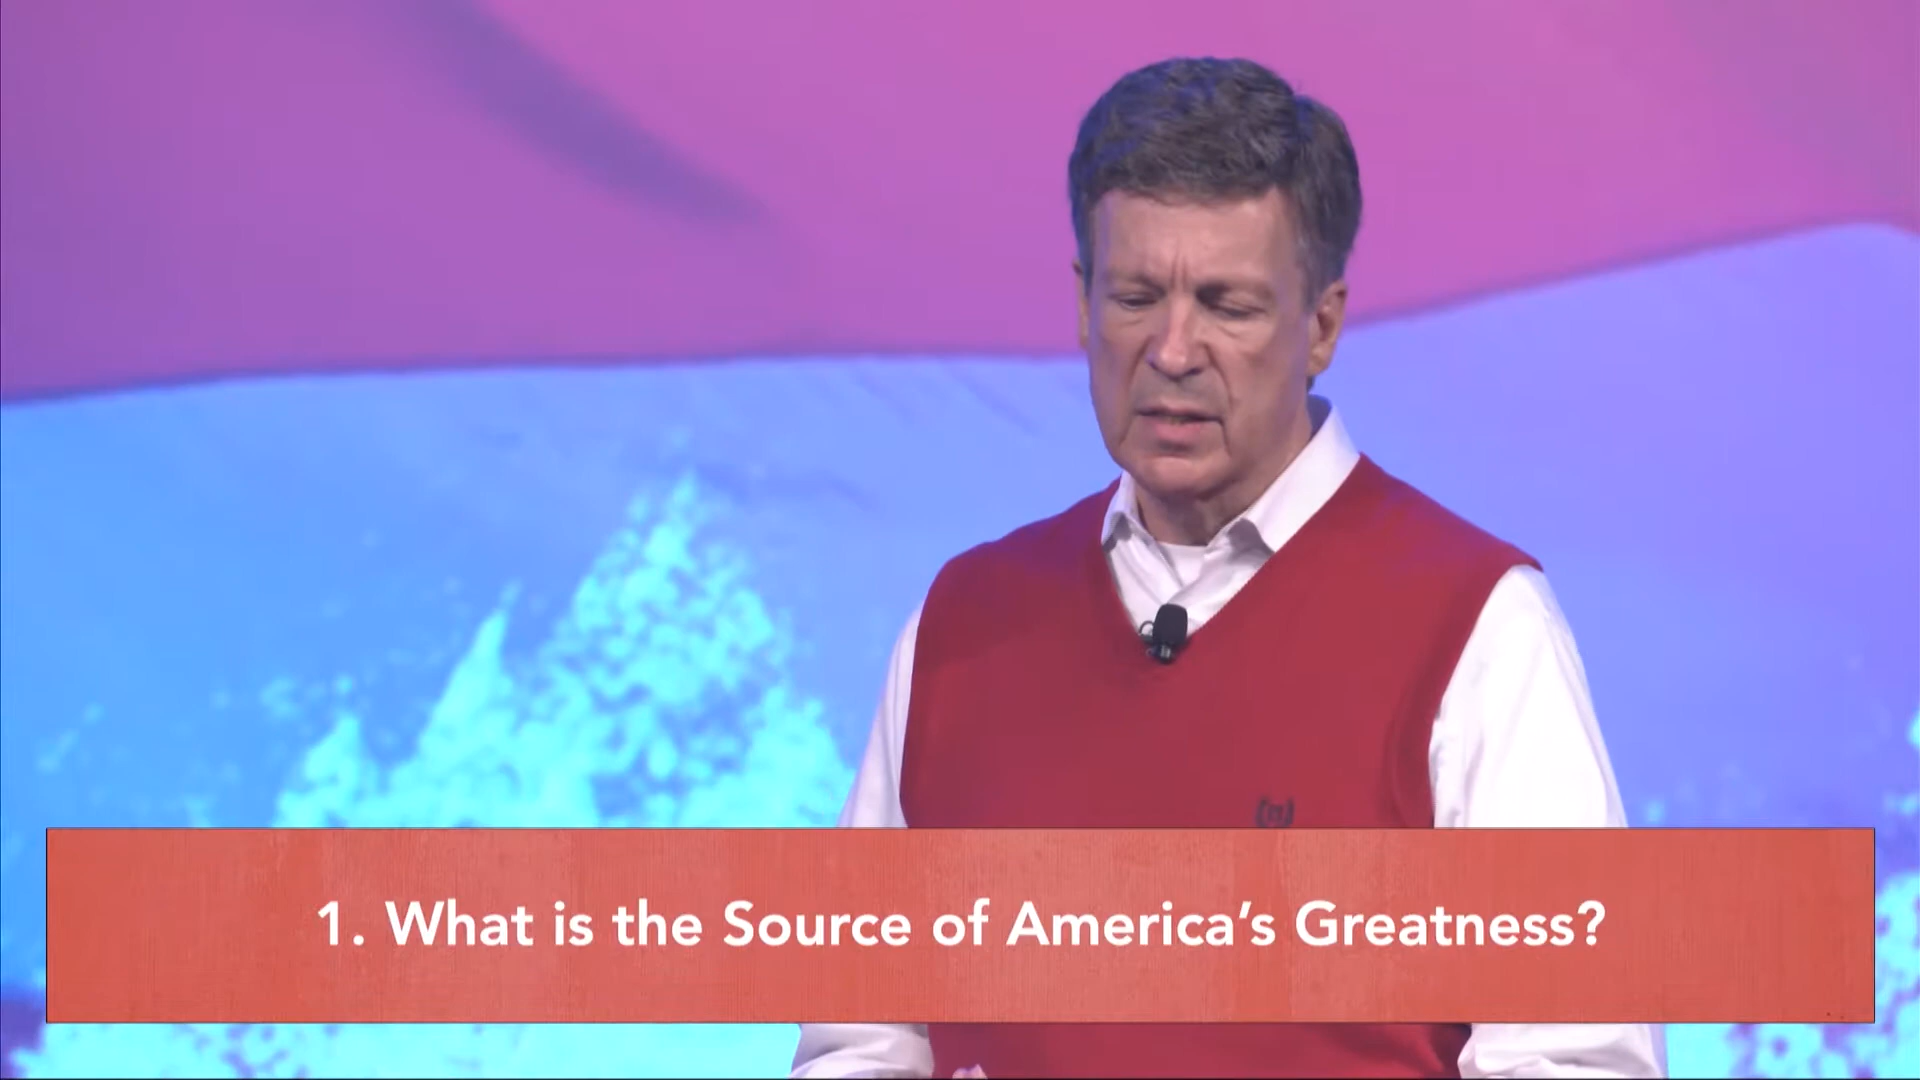 1. What is the Source of America’s Greatness?